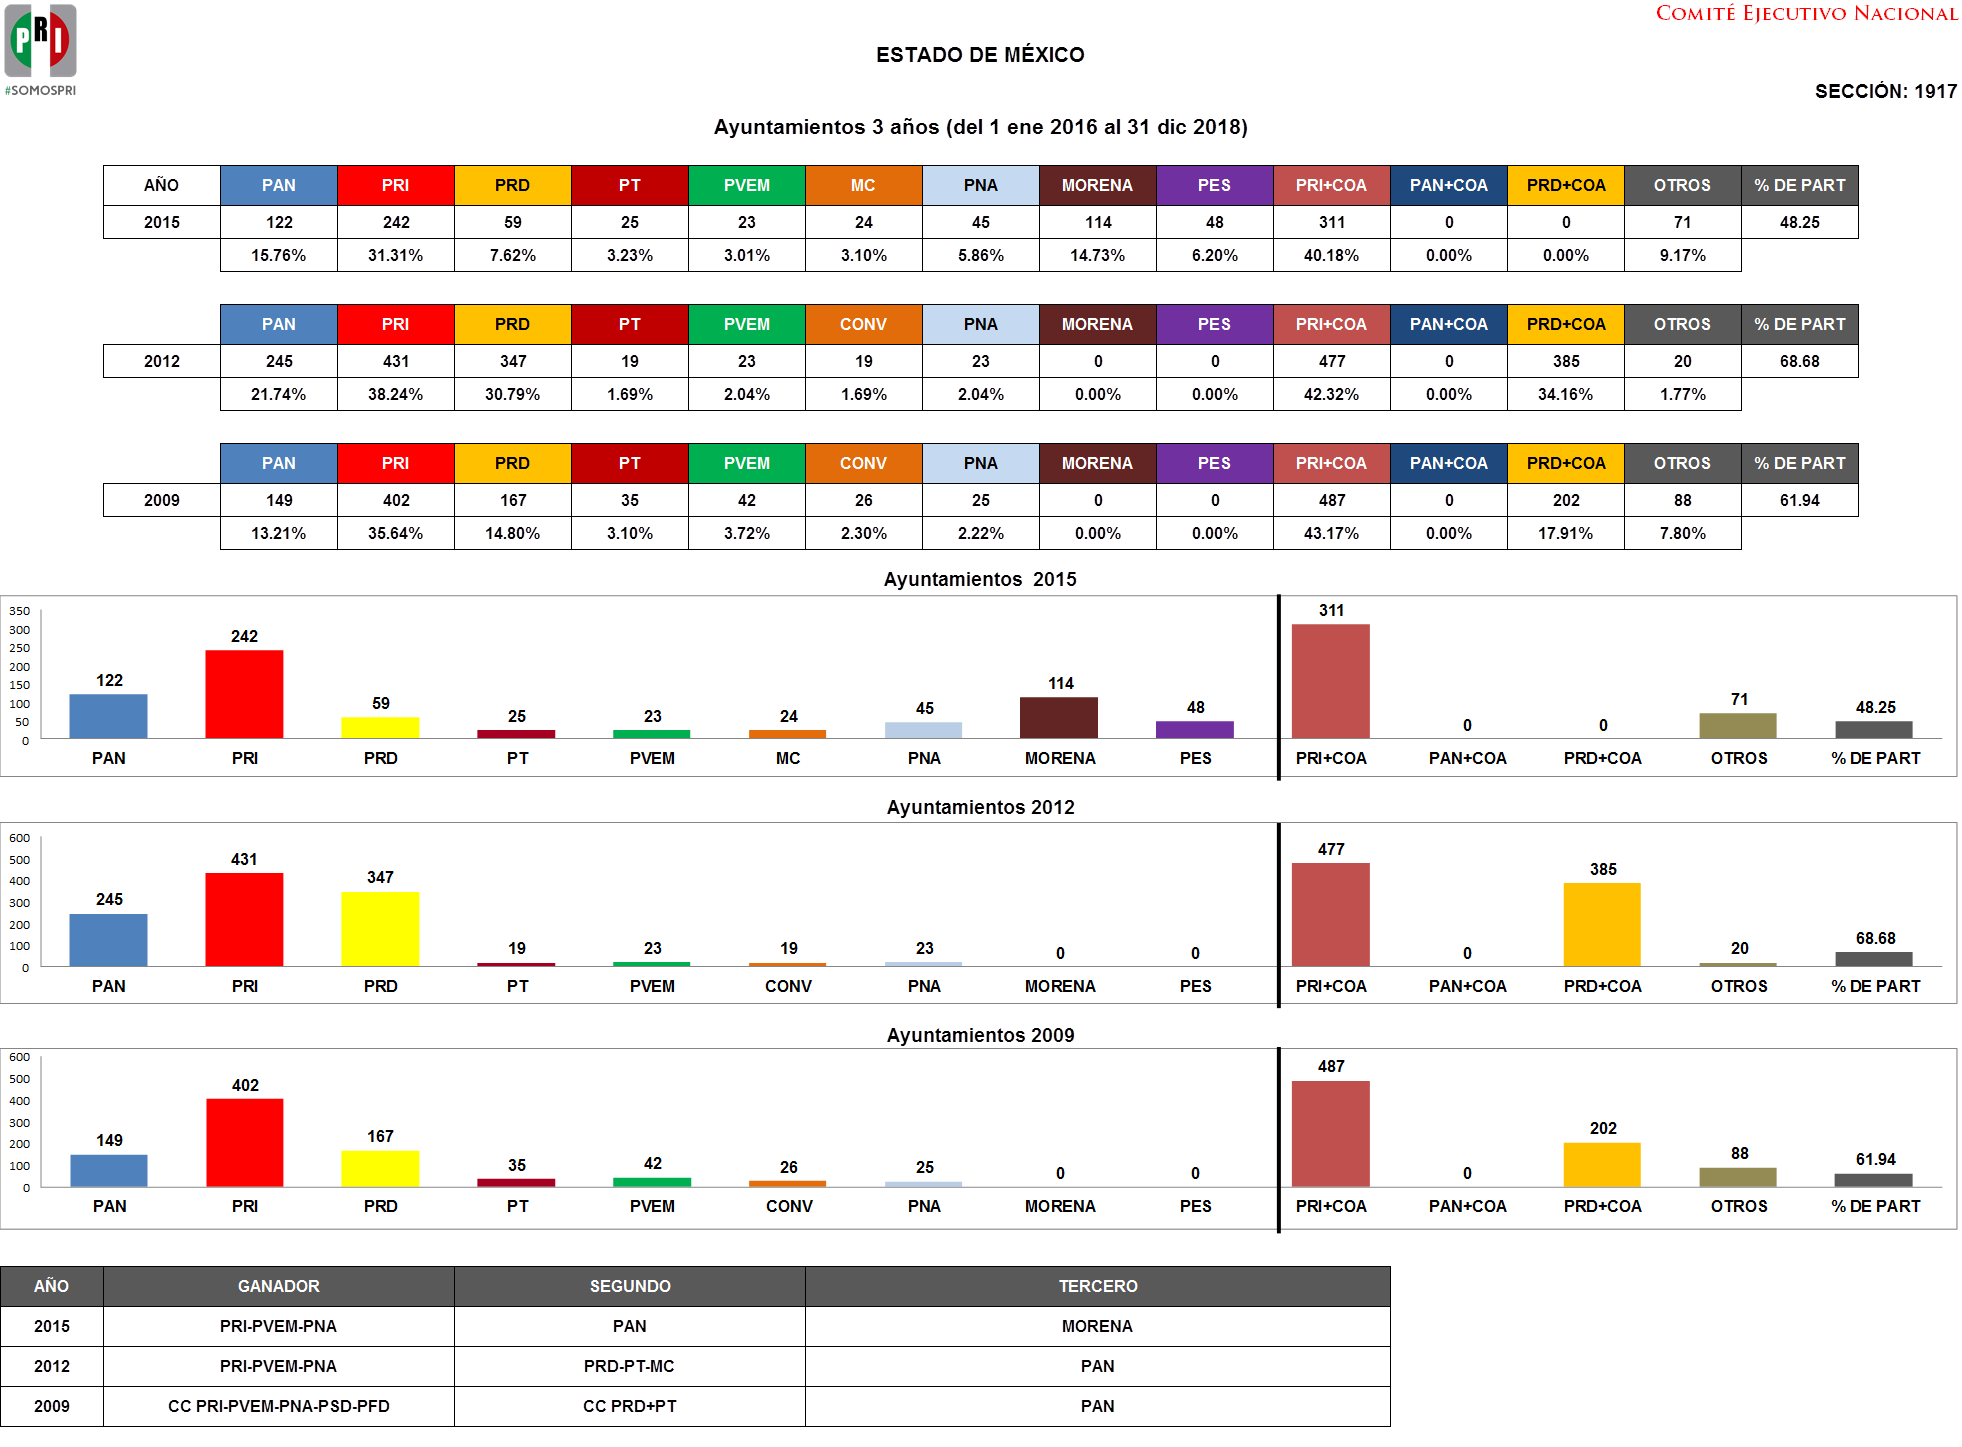 PRI
#SOMOSPRI
COMITÉ EJECUTIVO NACIONAL
ESTADO DE MÉXICO
SECCIÓN: 1917
Ayuntamientos 3 años (del 1 ene 2016 al 31 dic 2018)
AÑO PAN PRI PRD PT PVEM MC PNA MORENA PES PRI+COA PAN+COA PRD+COA OTROS % DE PART
2015 122 242 59 25 23 24 45 114 48 311 0 0 71 48.25
15.76% 31.31% 7.62% 3.23% 3.01% 3.10% 5.86% 14.73% 6.20% 40.18% 0.00% 0.00% 9.17%
PAN PRI PRD PT PVEM CONV PNA MORENA PES PRI+COA PAN+COA PRD+COA OTROS % DE PART
2012 245 431 347 19 23 19 23 0 0 477 0 385 20 68.68
21.74% 38.24% 30.79% 1.69% 2.04% 1.69% 2.04% 0.00% 0.00% 42.32% 0.00% 34.16% 1.77%
PAN PRI PRD PT PVEM CONV PNA MORENA PES PRI+COA PAN+COA PRD+COA OTROS % DE PART
2009 149 402 167 35 42 26 25 0 0 487 0 202 88 61.94
13.21% 35.64% 14.80% 3.10% 3.72% 2.30% 2.22% 0.00% 0.00% 43.17% 0.00% 17.91% 7.80%
Ayuntamientos 2015
350
300
250
200
150
100
50
0
122 242 59 25 23 24 45 114 48 311 0 0 71 48.25
PAN PRI PRD PT PVEM MC PNA MORENA PES PRI+COA PAN+COA PRD+COA OTROS % DE PART
Ayuntamientos 2012
600
500
400
300
200
100
0
245 431 347 19 23 19 23 0 0 477 0 385 20 68.68
PAN PRI PRD PT PVEM CONV PNA MORENA PES PRI+COA PAN+COA PRD+COA OTROS % DE PART
Ayuntamientos 2009
600
500
400
300
200
100
0
149 402 167 35 42 26 25 0 0 487 0 202 88 61.94
PAN PRI PRD PT PVEM CONV PNA MORENA PES PRI+COA PAN+COA PRD+COA OTROS % DE PART
AÑO GANADOR SEGUNDO TERCERO
2015 PRI-PVEM-PNA PAN MORENA
2012 PRI-PVEM-PNA PRD-PT-MC PAN
2009 CC PRI-PVEM-PNA-PSD-PFD CC PRD+PT PAN